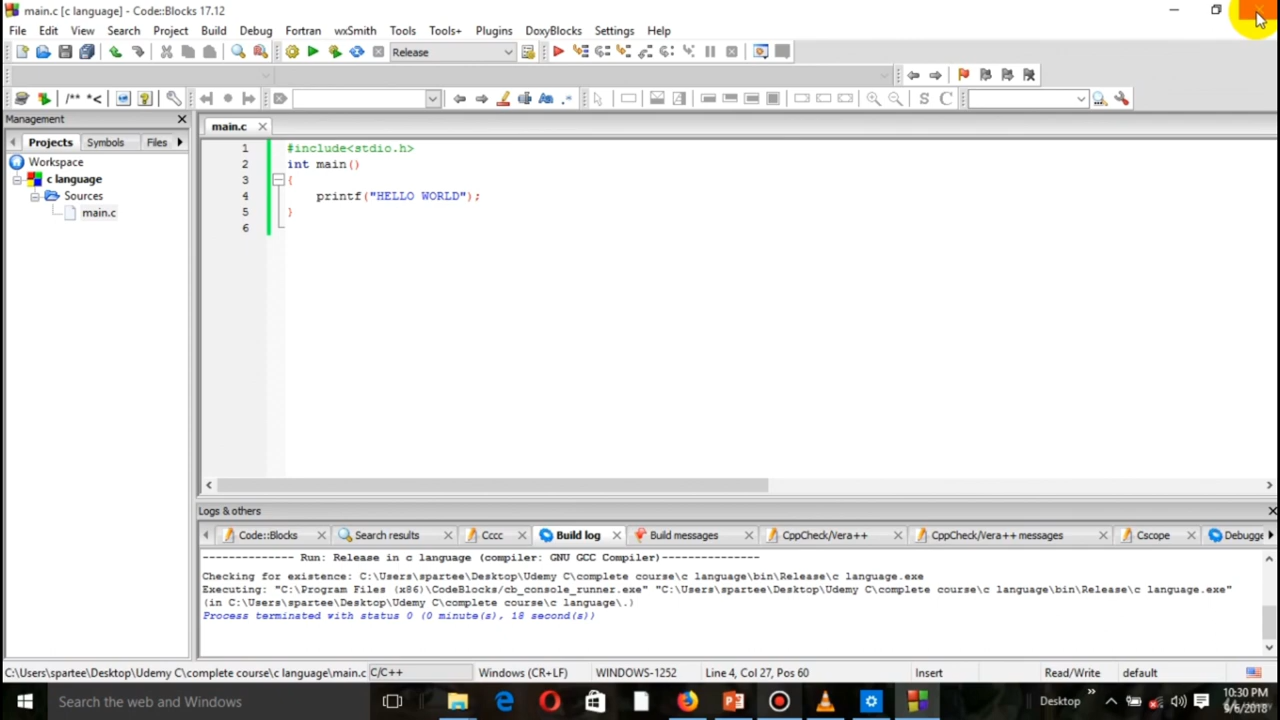 main.c [c language] - Code::Blocks 17.12
File Edit View Search Project Build Debug Fortran wxSmith Tools Tools+ Plugins DoxyBlocks Settings Help
Release
/** *<
S C
Management
Projects Symbols Files
Workspace
c language
Sources
main.c
main.c
1 #include<stdio.h>
2 int main()
3 {
4 printf("HELLO WORLD");
5 }
6
Logs & others
Code::Blocks Search results Cccc Build log Build messages CppCheck/Vera++ CppCheck/Vera++ messages Cscope Debugge
-------------- Run: Release in c language (compiler: GNU GCC Compiler)---------------
Checking for existence: C:\Users\spartee\Desktop\Udemy C\complete course\c language\bin\Release\c language.exe
Executing: "C:\Program Files (x86)\CodeBlocks/cb_console_runner.exe" "C:\Users\spartee\Desktop\Udemy C\complete course\c language\bin\Release\c language.exe"
(in C:\Users\spartee\Desktop\Udemy C\complete course\c language\.)
Process terminated with status 0 (0 minute(s), 18 second(s))
C:\Users\spartee\Desktop\Udemy C\complete course\c language\main.c C/C++ Windows (CR+LF) WINDOWS-1252 Line 4, Col 27, Pos 60 Insert Read/Write default
Search the web and Windows
Desktop
10:30 PM
9/6/2018